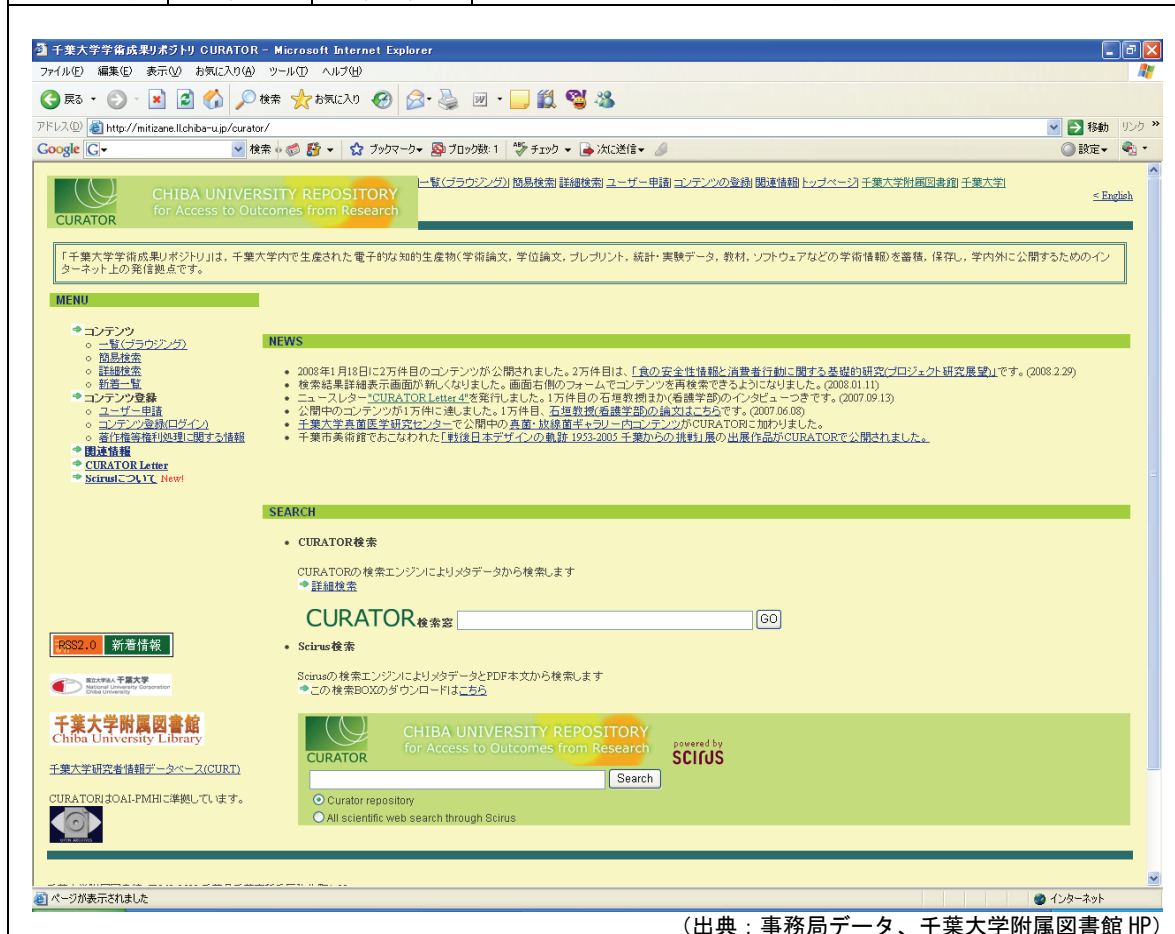 千葉大学学術成果リポジトリ CURATOR - Microsoft Internet Explorer
ファイル(F) 編集(E) 表示(V) お気に入り(A) ツール(T) ヘルプ(H)
戻る 検索 お気に入り
アドレス(D) http://mitizane.ll.chiba-u.jp/curator/ 移動 リンク »
Google G 検索 ブックマーク ブロック数: 1 チェック 次に送信 設定
CURATOR
CHIBA UNIVERSITY REPOSITORY
for Access to Outcomes from Research
一覧(ブラウジング)| 簡易検索| 詳細検索| ユーザー申請| コンテンツの登録| 関連情報| トップページ| 千葉大学附属図書館| 千葉大学|
< English
「千葉大学学術成果リポジトリ」は，千葉大学内で生産された電子的な知的生産物(学術論文，学位論文，プレプリント，統計・実験データ，教材，ソフトウェアなどの学術情報)を蓄積，保存し，学内外に公開するためのイン
ターネット上の発信拠点です。
MENU
コンテンツ
一覧(ブラウジング)
簡易検索
詳細検索
新着一覧
コンテンツ登録
ユーザー申請
コンテンツ登録(ログイン)
著作権等権利処理に関する情報
関連情報
CURATOR Letter
Scirusについて New!
NEWS
2008年1月18日に2万件目のコンテンツが公開されました。2万件目は、「食の安全性情報と消費者行動に関する基礎的研究(プロジェクト研究展望)」です。(2008.2.29)
検索結果詳細表示画面が新しくなりました。画面右側のフォームでコンテンツを再検索できるようになりました。(2008.01.11)
ニュースレター"CURATOR Letter 4"を発行しました。1万件目の石垣教授ほか(看護学部)のインタビューつきです。(2007.09.13)
公開中のコンテンツが1万件に達しました。1万件目、石垣教授(看護学部)の論文はこちらです。(2007.06.08)
千葉大学真菌医学研究センターで公開中の真菌・放線菌ギャラリー内コンテンツがCURATORに加わりました。
千葉市美術館でおこなわれた「戦後日本デザインの軌跡 1953-2005 千葉からの挑戦」展の出展作品がCURATORで公開されました。
SEARCH
CURATOR検索
CURATORの検索エンジンによりメタデータから検索します
詳細検索
CURATOR検索窓 GO
Scirus検索
Scirusの検索エンジンによりメタデータとPDF本文から検索します
この検索BOXのダウンロードはこちら
CURATOR
CHIBA UNIVERSITY REPOSITORY
for Access to Outcomes from Research
powered by
SCIRUS
Search
Curator repository
All scientific web search through Scirus
RSS2.0 新着情報
国立大学法人 千葉大学
National University Corporation
Chiba University
千葉大学附属図書館
Chiba University Library
千葉大学研究者情報データベース(CURT)
CURATORはOAI-PMHに準拠しています。
OPEN ARCHIVES
ページが表示されました インターネット
(出典：事務局データ、千葉大学附属図書館 HP)